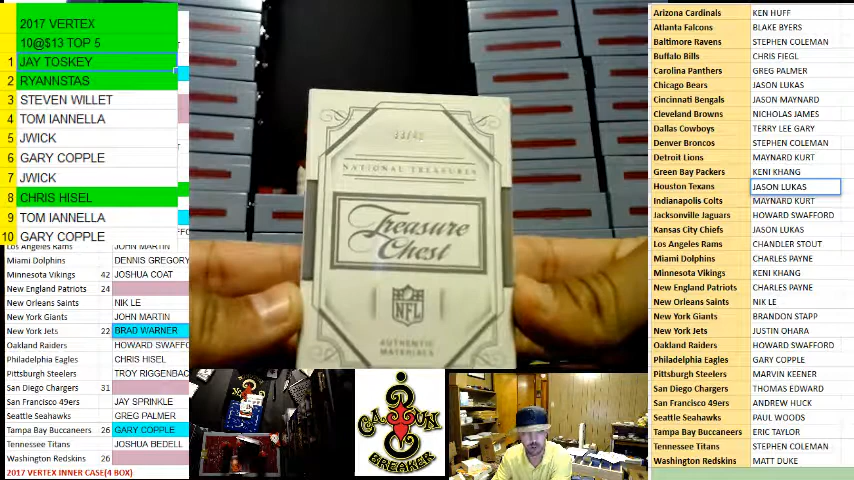 2017 VERTEX
10@$13 TOP 5
1 JAY TOSKEY
2 RYANNSTAS
3 STEVEN WILLET
4 TOM IANNELLA
5 JWICK
6 GARY COPPLE
7 JWICK
8 CHRIS HISEL
9 TOM IANNELLA
10 GARY COPPLE
Los Angeles Rams JOHN MARTIN
Miami Dolphins DENNIS GREGORY
Minnesota Vikings 42 JOSHUA COAT
New England Patriots 24
New Orleans Saints NIK LE
New York Giants JOHN MARTIN
New York Jets 22 BRAD WARNER
Oakland Raiders HOWARD SWAFFO
Philadelphia Eagles CHRIS HISEL
Pittsburgh Steelers TROY RIGGENBAC
San Diego Chargers 31
San Francisco 49ers JAY SPRINKLE
Seattle Seahawks GREG PALMER
Tampa Bay Buccaneers 26 GARY COPPLE
Tennessee Titans JOSHUA BEDELL
Washington Redskins 26
2017 VERTEX INNER CASE(4 BOX)
NATIONAL TREASURES
Treasure
Chest
NFL
AUTHENTIC
MATERIALS
CAJUN
BREAKER
Arizona Cardinals KEN HUFF
Atlanta Falcons BLAKE BYERS
Baltimore Ravens STEPHEN COLEMAN
Buffalo Bills CHRIS FIEGL
Carolina Panthers GREG PALMER
Chicago Bears JASON LUKAS
Cincinnati Bengals JASON MAYNARD
Cleveland Browns NICHOLAS JAMES
Dallas Cowboys TERRY LEE GARY
Denver Broncos STEPHEN COLEMAN
Detroit Lions MAYNARD KURT
Green Bay Packers KENI KHANG
Houston Texans JASON LUKAS
Indianapolis Colts MAYNARD KURT
Jacksonville Jaguars HOWARD SWAFFORD
Kansas City Chiefs JASON LUKAS
Los Angeles Rams CHANDLER STOUT
Miami Dolphins CHARLES PAYNE
Minnesota Vikings KENI KHANG
New England Patriots CHARLES PAYNE
New Orleans Saints NIK LE
New York Giants BRANDON STAPP
New York Jets JUSTIN OHARA
Oakland Raiders HOWARD SWAFFORD
Philadelphia Eagles GARY COPPLE
Pittsburgh Steelers MARVIN KEENER
San Diego Chargers THOMAS EDWARD
San Francisco 49ers ANDREW HUCK
Seattle Seahawks PAUL WOODS
Tampa Bay Buccaneers ERIC TAYLOR
Tennessee Titans STEPHEN COLEMAN
Washington Redskins MATT DUKE